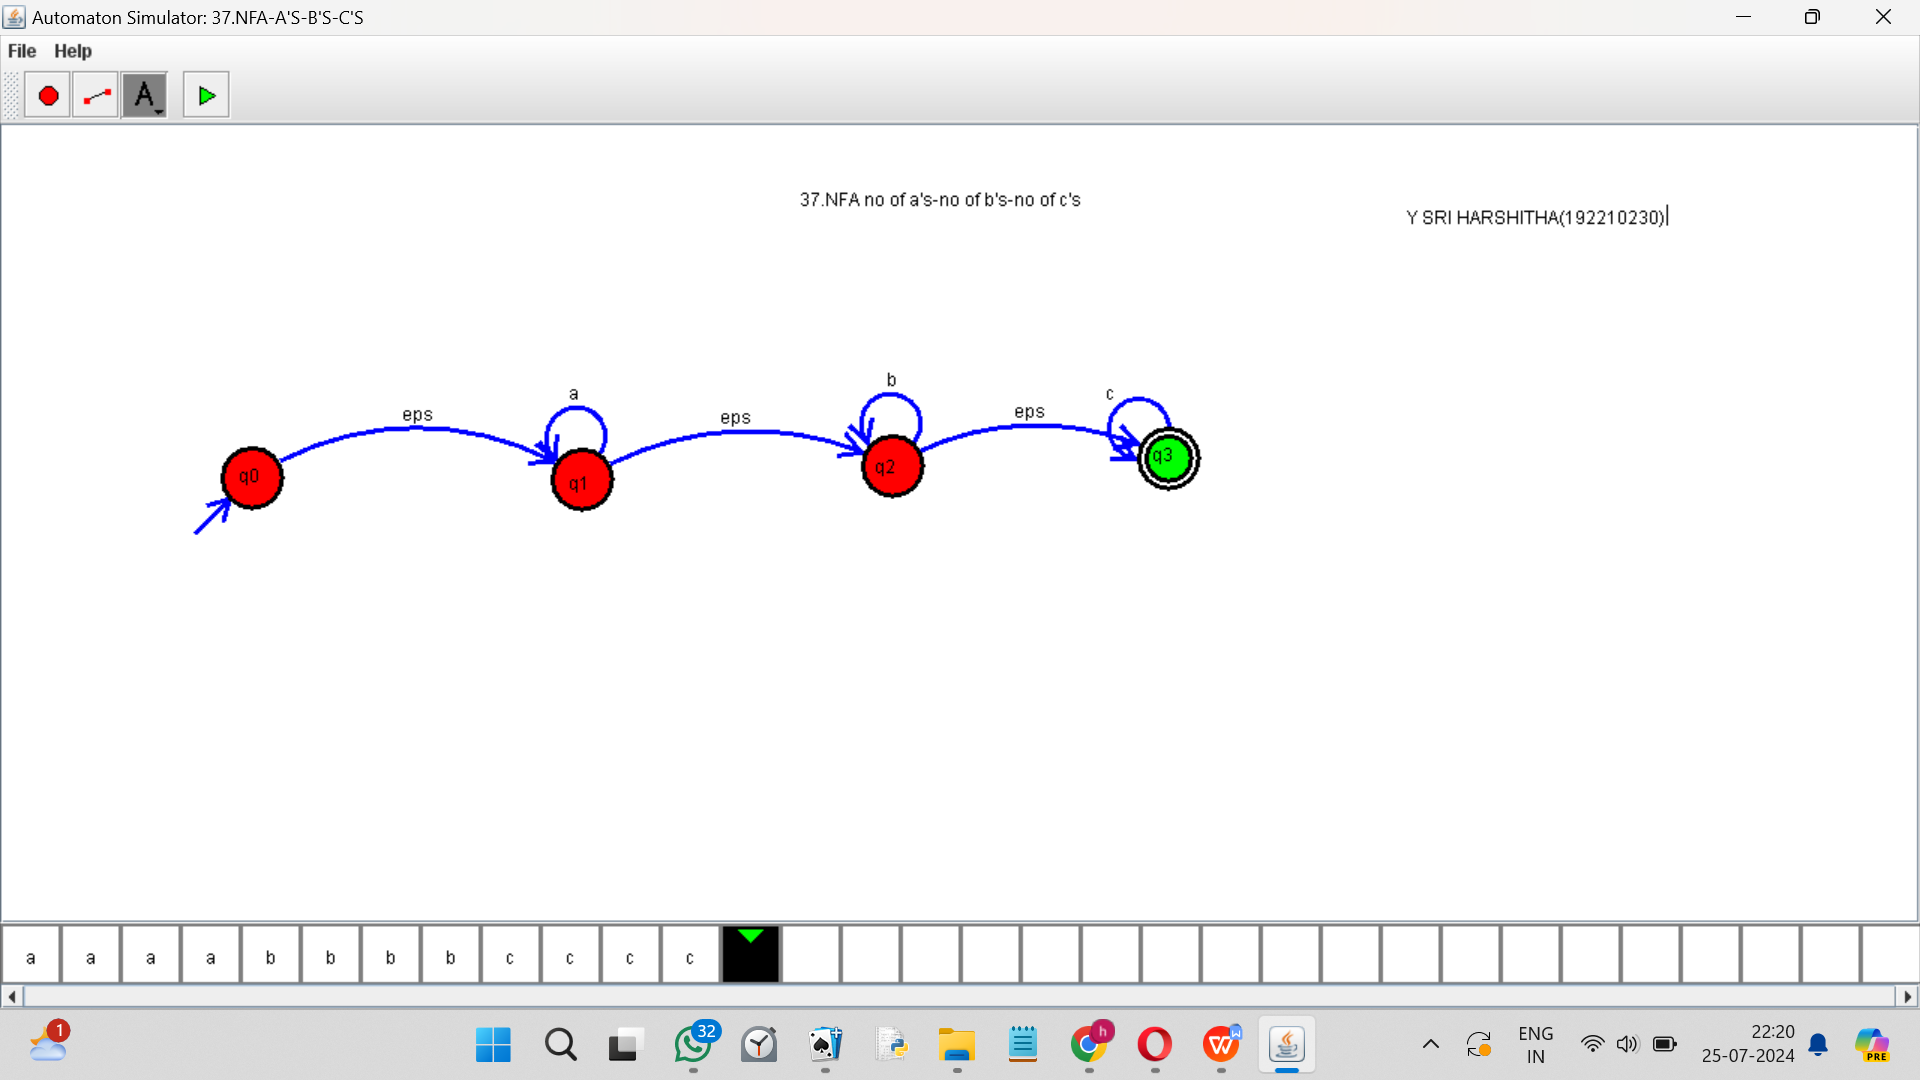 Automaton Simulator: 37.NFA-A'S-B'S-C'S
File Help
A
37.NFA no of a's-no of b's-no of c's
Y SRI HARSHITHA(192210230)
eps a eps b eps c
q0 q1 q2 q3
a a a a b b b b c c c c
1
32
h
W
ENG
IN
22:20
25-07-2024
PRE